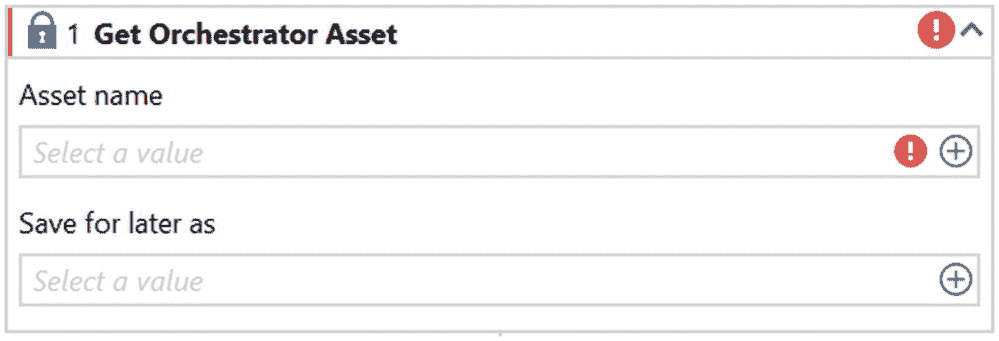 1 Get Orchestrator Asset
Asset name
Select a value
Save for later as
Select a value